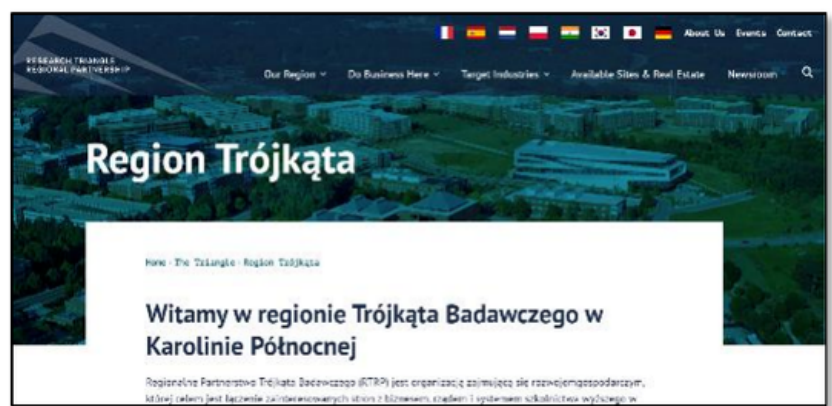 About Us Events Contact
RESEARCH TRIANGLE
REGIONAL PARTNERSHIP
Our Region Do Business Here Target Industries Available Sites & Real Estate Newsroom
Region Trójkąta
Home · The Triangle · Region Trójkąta
Witamy w regionie Trójkąta Badawczego w
Karolinie Północnej
Regionalne Partnerstwo Trójkąta Badawczego (RTRP) jest organizacją zajmującą się rozwojemgospodarczym,
której celem jest łączenie zainteresowanych stron z biznesem, rządem i systemem szkolnictwa wyższego w